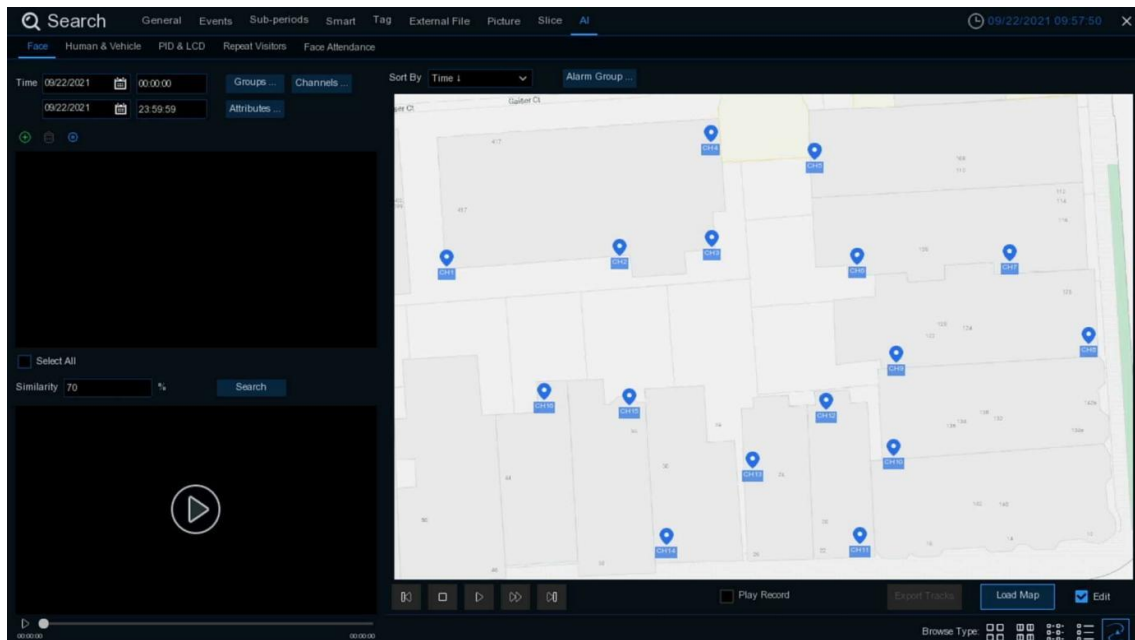 Search General Events Sub-periods Smart Tag External File Picture Slice AI 09/22/2021 09:57:50
Face Human & Vehicle PID & LCD Repeat Visitors Face Attendance
Time 09/22/2021 00:00:00 Groups ... Channels ... Sort By Time ↓ Alarm Group ...
09/22/2021 23:59:59 Attributes ...
Gaiter Ct
417
CH4
CH5
417
CH1
CH2
CH3
CH6
CH7
Select All
CH8
CH9
Similarity 70 % Search
CH16
CH15
CH12
CH10
CH13
CH14
CH11
Play Record Export Tracks Load Map Edit
00:00:00 00:00:00 Browse Type: